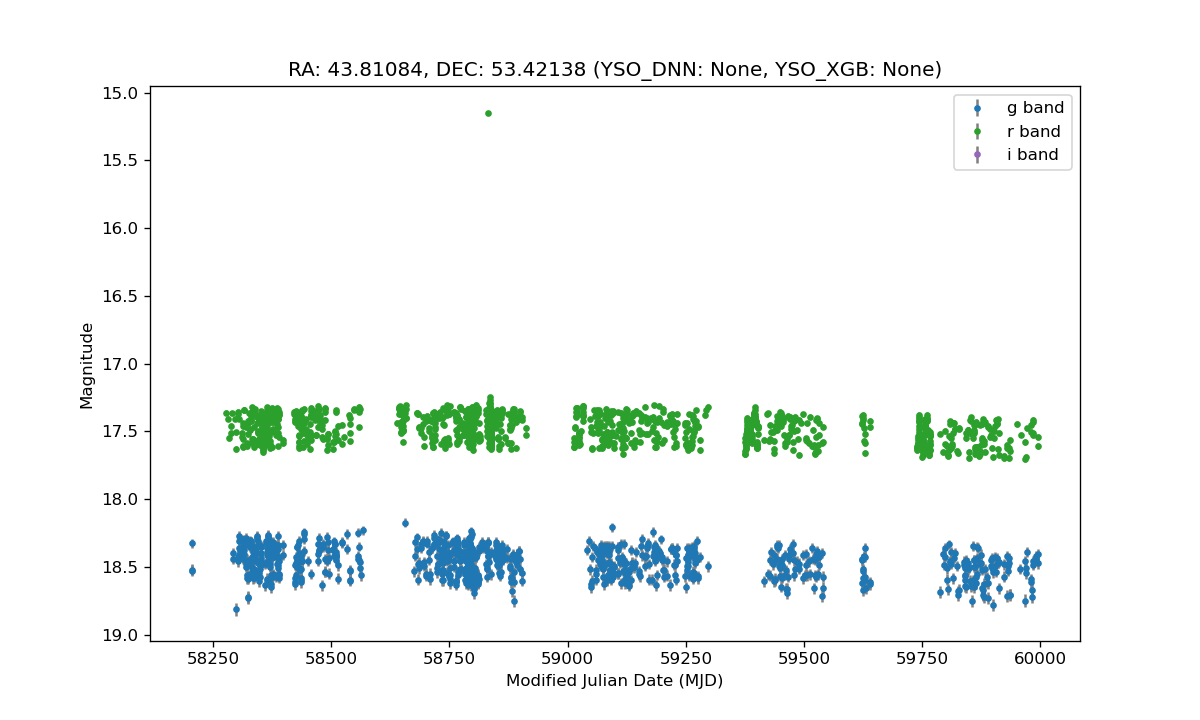 RA: 43.81084, DEC: 53.42138 (YSO_DNN: None, YSO_XGB: None)
g band
r band
i band
Magnitude
15.0
15.5
16.0
16.5
17.0
17.5
18.0
18.5
19.0
58250 58500 58750 59000 59250 59500 59750 60000
Modified Julian Date (MJD)